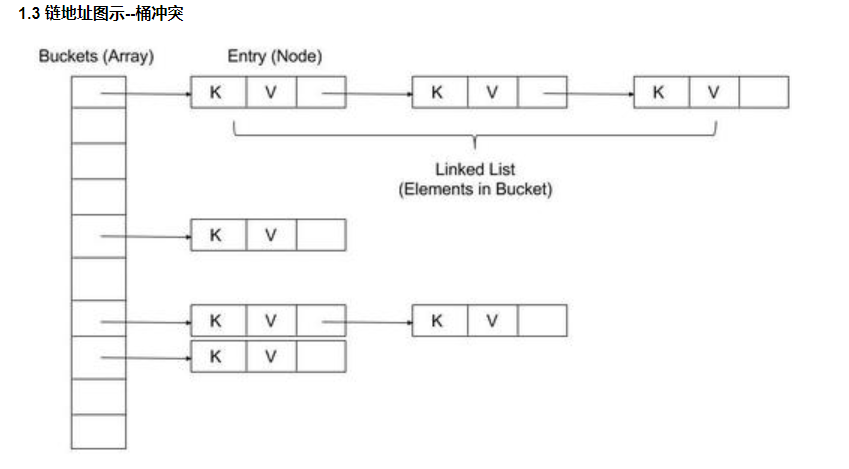 1.3 链地址图示--桶冲突
Buckets (Array) Entry (Node)
K V K V K V
Linked List
(Elements in Bucket)
K V
K V K V
K V